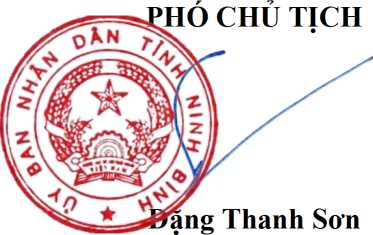 PHÓ CHỦ TỊCH
ỦY BAN NHÂN DÂN TỈNH NINH BÌNH
Đặng Thanh Sơn